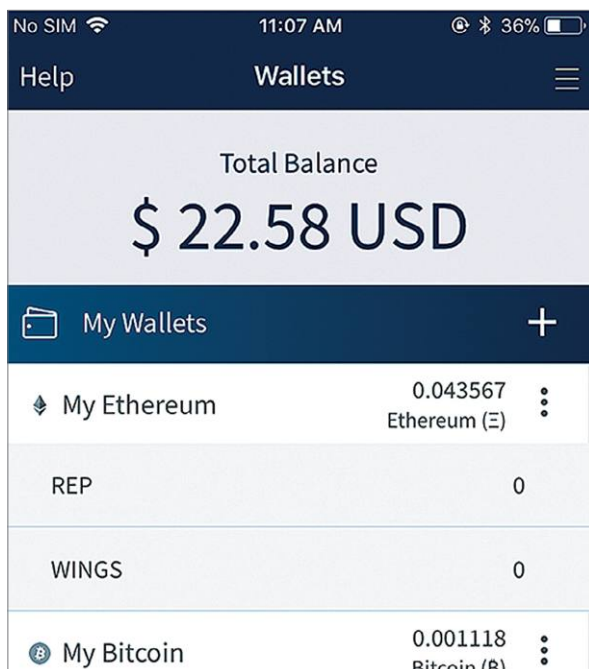 No SIM 11:07 AM 36%
Help Wallets
Total Balance
$ 22.58 USD
My Wallets +
My Ethereum 0.043567
Ethereum (Ξ)
REP 0
WINGS 0
My Bitcoin 0.001118
Bitcoin (Ƀ)